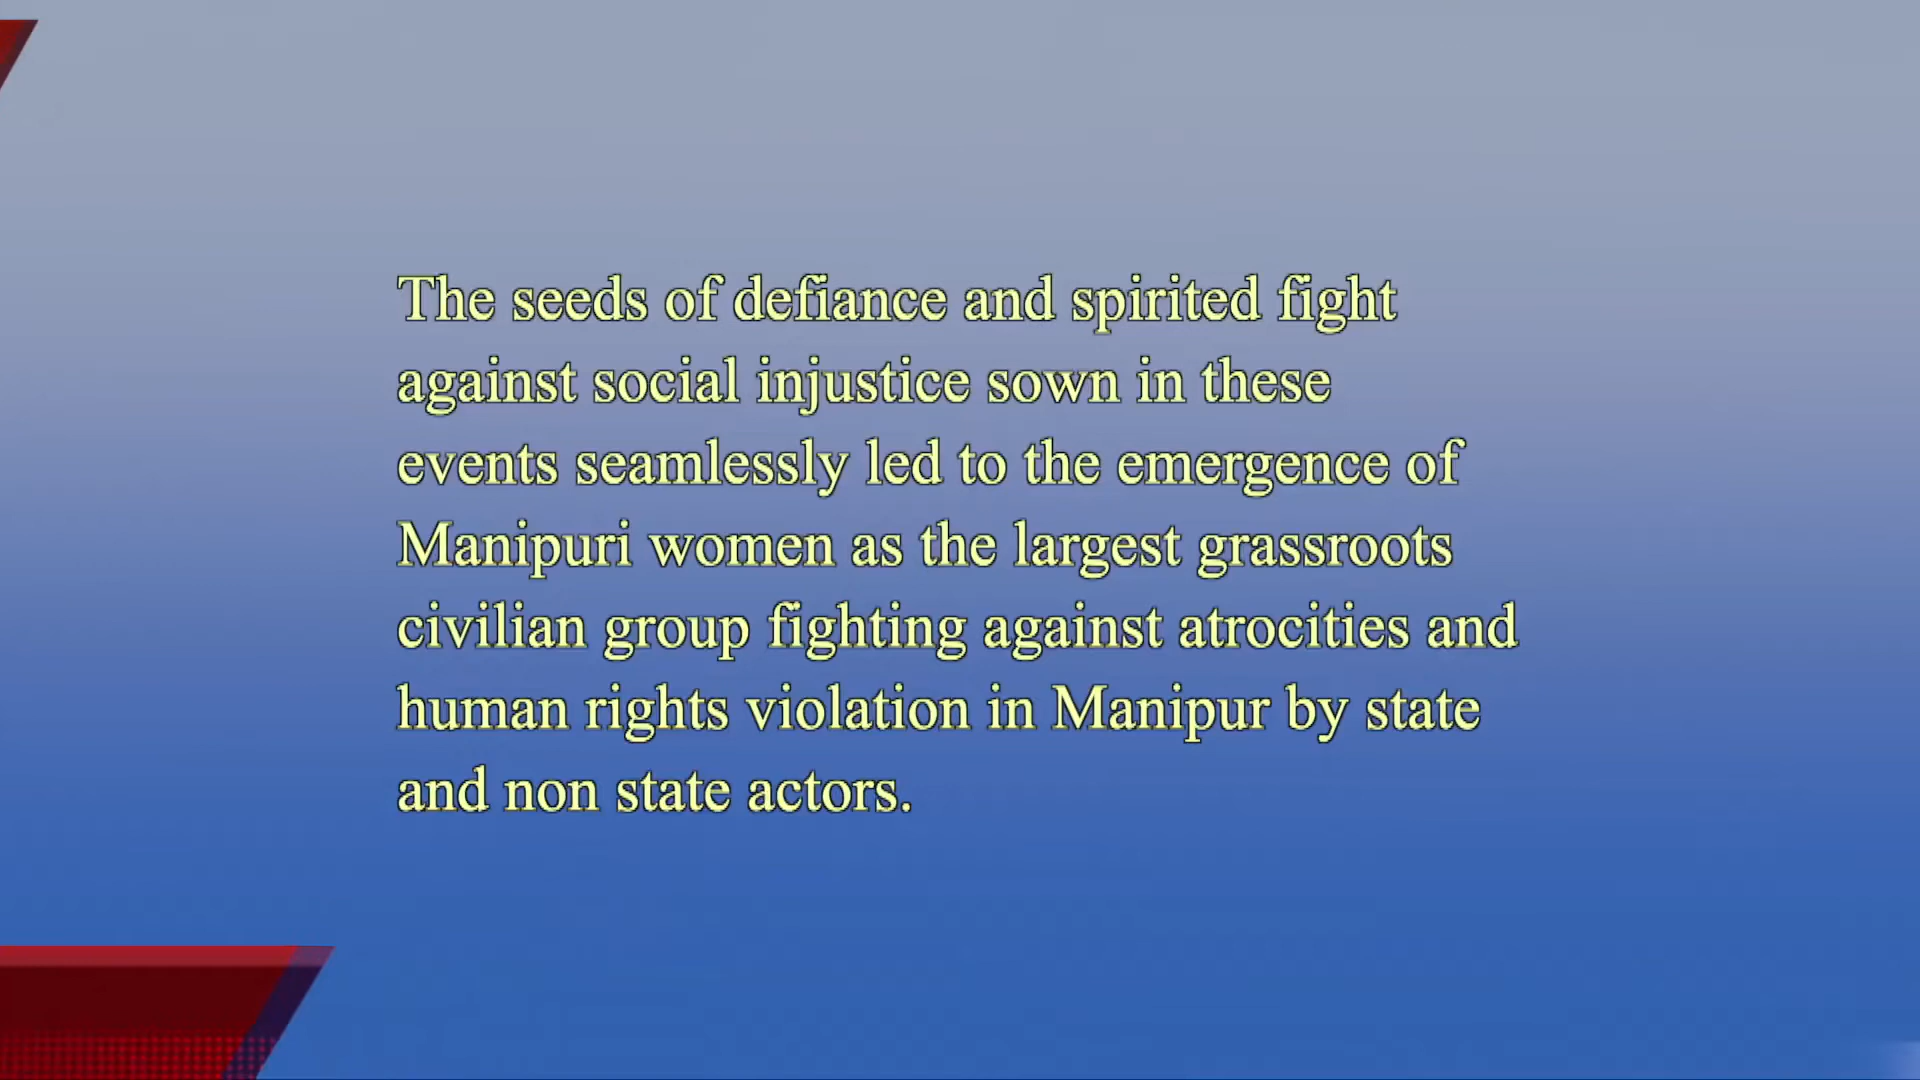 The seeds of defiance and spirited fight
against social injustice sown in these
events seamlessly led to the emergence of
Manipuri women as the largest grassroots
civilian group fighting against atrocities and
human rights violation in Manipur by state
and non state actors.